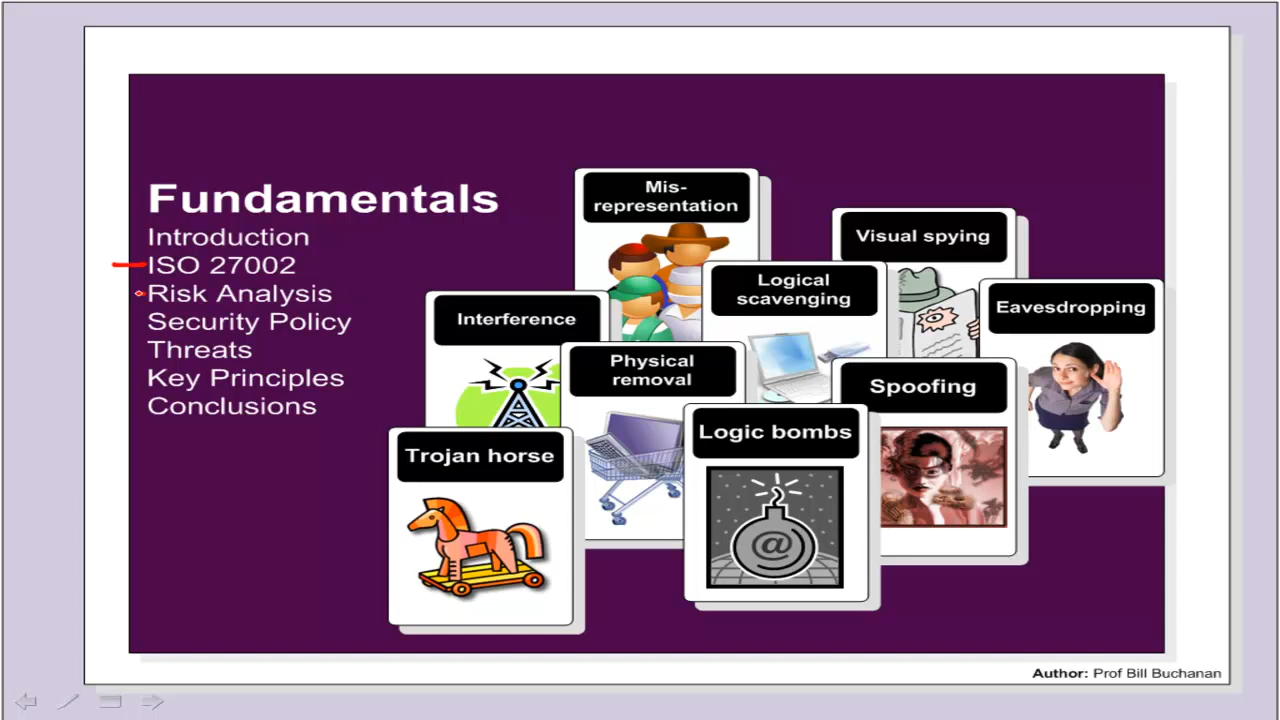 Fundamentals
Introduction
ISO 27002
Risk Analysis
Security Policy
Threats
Key Principles
Conclusions
Mis-
representation
Visual spying
Logical
scavenging
Eavesdropping
Interference
Physical
removal
Spoofing
Logic bombs
Trojan horse
@
Author: Prof Bill Buchanan